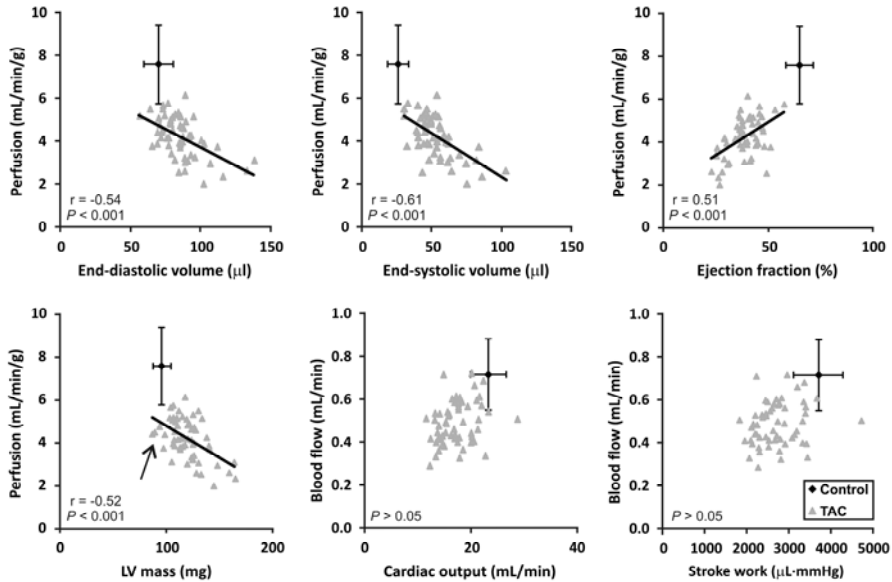 10
8
6
4
2
0
Perfusion (mL/min/g)
r = -0.54
P < 0.001
0 50 100 150
End-diastolic volume (µl)
10
8
6
4
2
0
Perfusion (mL/min/g)
r = -0.61
P < 0.001
0 50 100 150
End-systolic volume (µl)
10
8
6
4
2
0
Perfusion (mL/min/g)
r = 0.51
P < 0.001
0 50 100
Ejection fraction (%)
10
8
6
4
2
0
Perfusion (mL/min/g)
r = -0.52
P < 0.001
0 100 200
LV mass (mg)
1.0
0.8
0.6
0.4
0.2
0.0
Blood flow (mL/min)
P > 0.05
0 20 40
Cardiac output (mL/min)
1.0
0.8
0.6
0.4
0.2
0.0
Blood flow (mL/min)
P > 0.05
Control
TAC
0 1000 2000 3000 4000 5000
Stroke work (µL·mmHg)